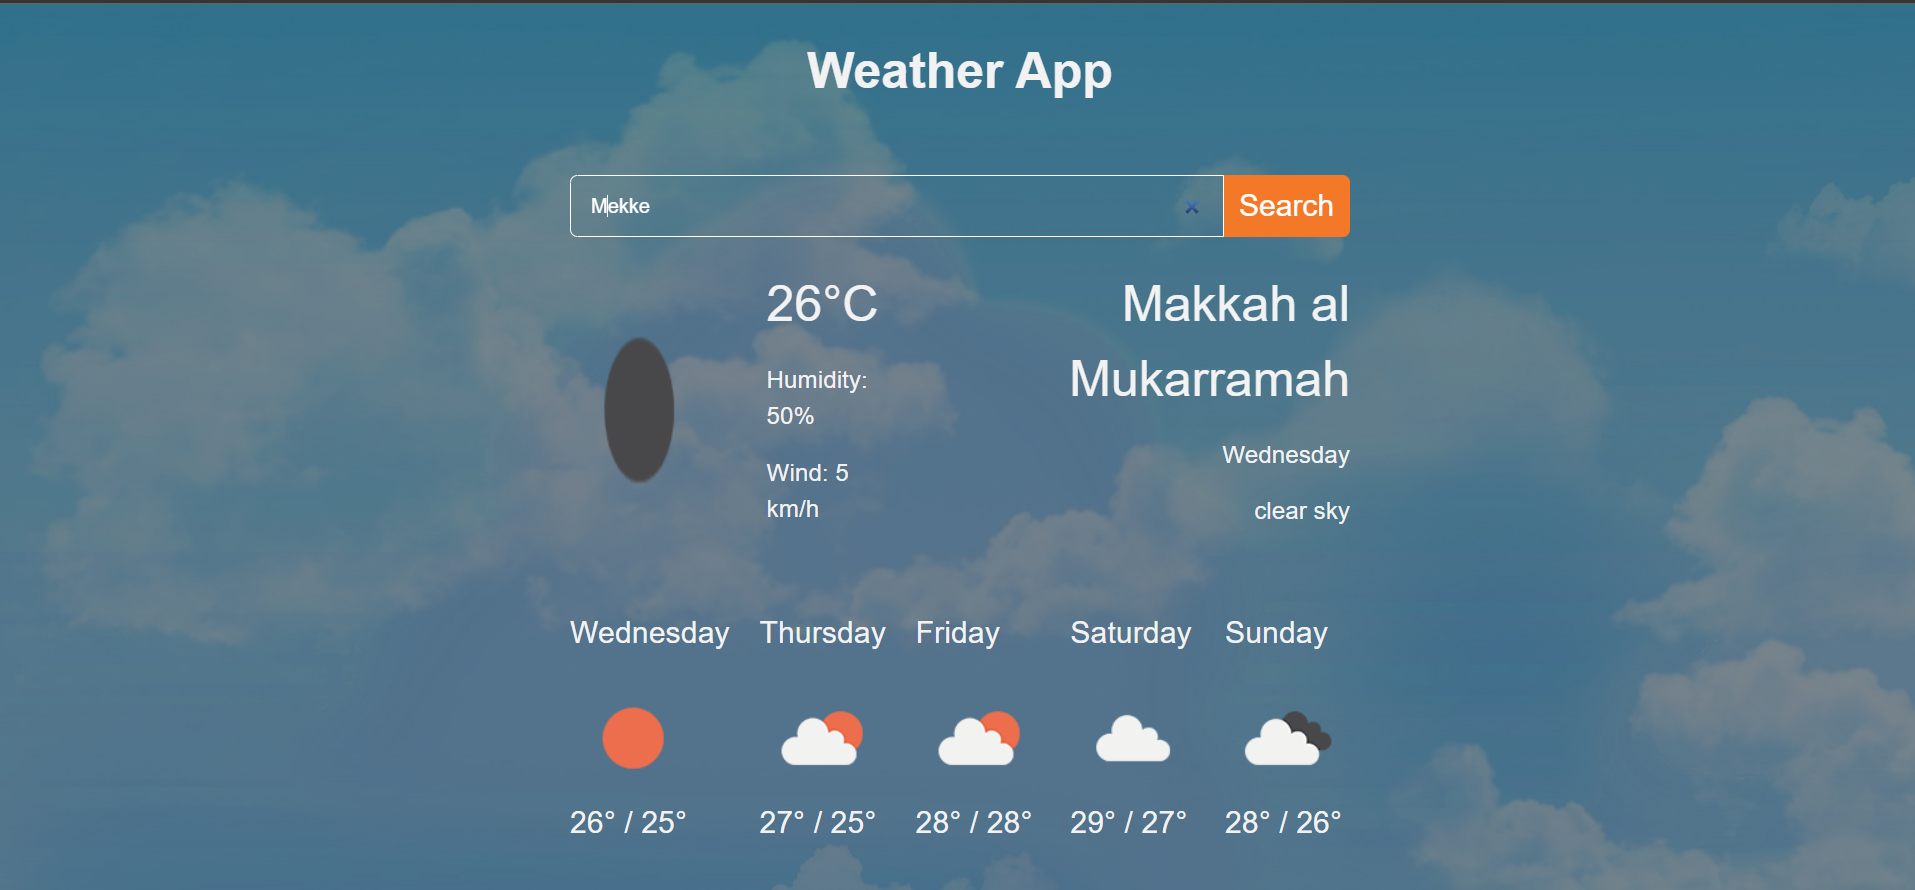 Weather App
Mekke
Search
26°C
Humidity:
50%
Wind: 5
km/h
Makkah al
Mukarramah
Wednesday
clear sky
Wednesday Thursday Friday Saturday Sunday
26° / 25° 27° / 25° 28° / 28° 29° / 27° 28° / 26°